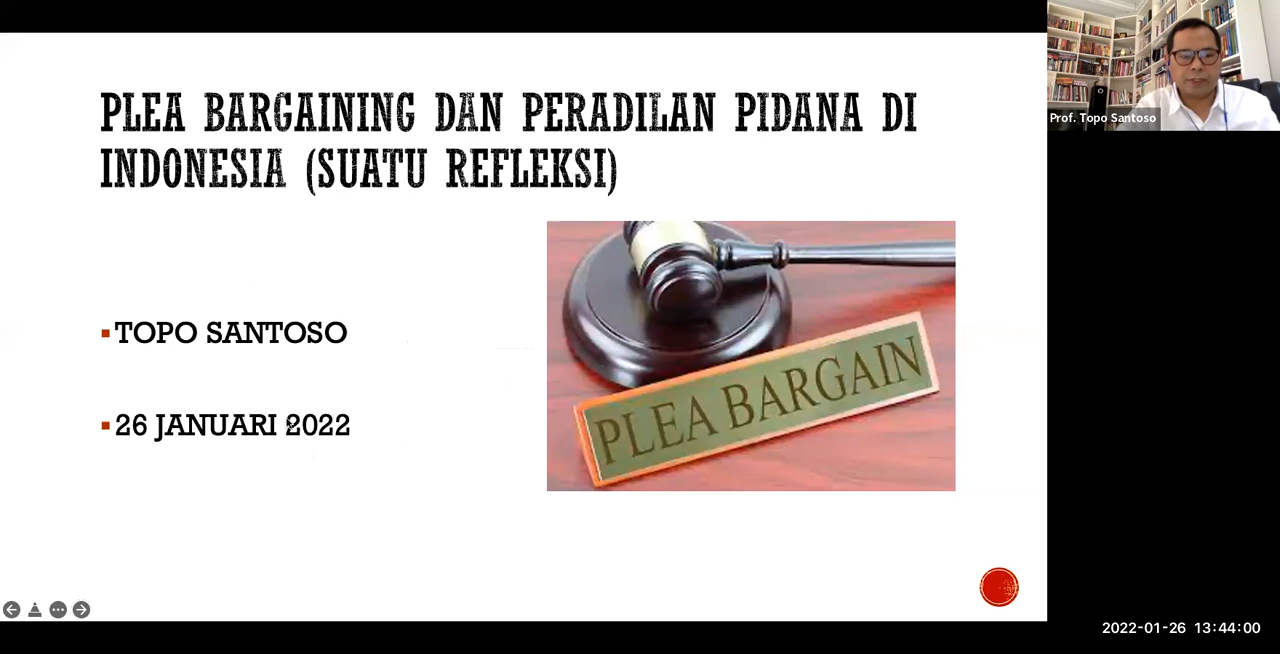 PLEA BARGAINING DAN PERADILAN PIDANA DI
INDONESIA (SUATU REFLEKSI)
TOPO SANTOSO
26 JANUARI 2022
PLEA BARGAIN
Prof. Topo Santoso
2022-01-26 13:44:00